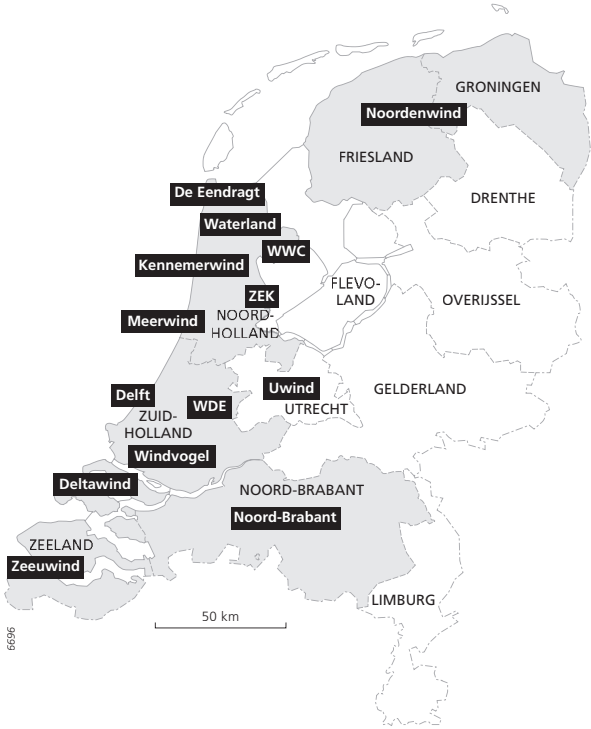 GRONINGEN
Noordenwind
FRIESLAND
De Eendragt
DRENTHE
Waterland
WWC
Kennemerwind
FLEVO-
LAND
ZEK
OVERIJSSEL
Meerwind
NOORD-
HOLLAND
Delft
Uwind
GELDERLAND
WDE
UTRECHT
ZUID-
HOLLAND
Windvogel
Deltawind
NOORD-BRABANT
Noord-Brabant
ZEELAND
Zeeuwind
LIMBURG
50 km
6696